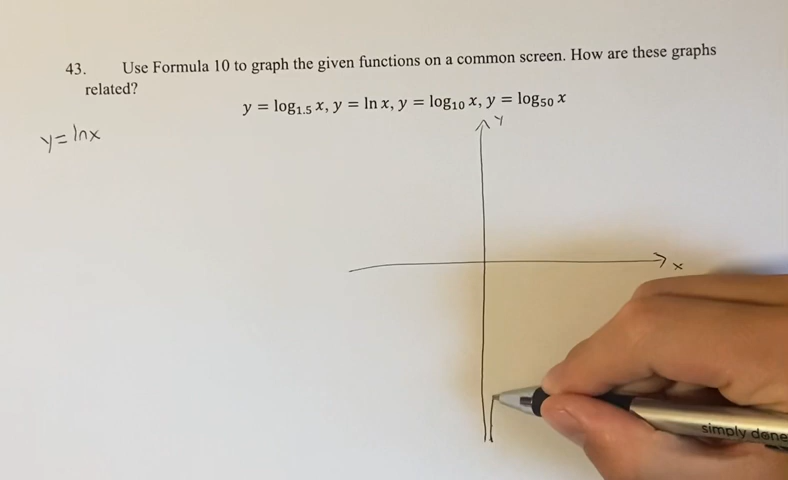 43. Use Formula 10 to graph the given functions on a common screen. How are these graphs
related?
y = log₁.₅ x, y = ln x, y = log₁₀ x, y = log₅₀ x
y=lnx
y
x
simply done